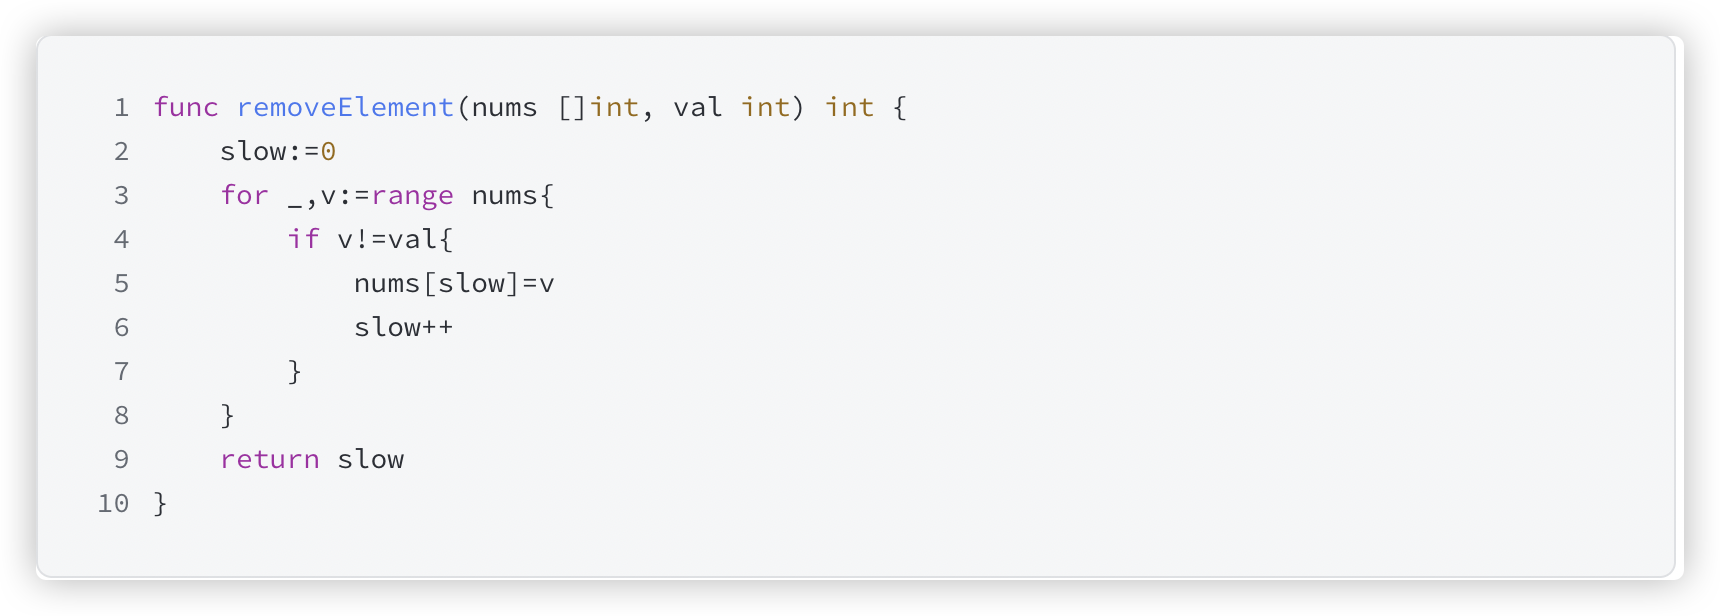 1 func removeElement(nums []int, val int) int {
2     slow:=0
3     for _,v:=range nums{
4         if v!=val{
5             nums[slow]=v
6             slow++
7         }
8     }
9     return slow
10 }